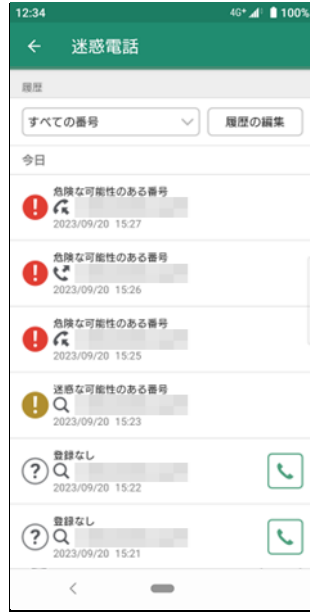 12:34 4G+ 100%
迷惑電話
履歴
すべての番号 履歴の編集
今日
危険な可能性のある番号
2023/09/20 15:27
危険な可能性のある番号
2023/09/20 15:26
危険な可能性のある番号
2023/09/20 15:25
迷惑な可能性のある番号
2023/09/20 15:23
登録なし
2023/09/20 15:22
登録なし
2023/09/20 15:21